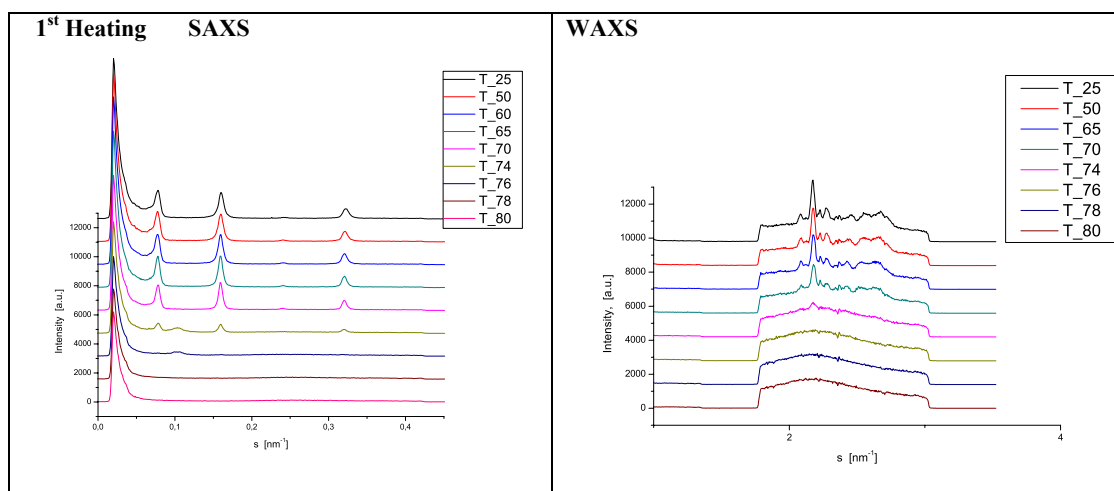 1st Heating SAXS
T_25
T_50
T_60
T_65
T_70
T_74
T_76
T_78
T_80
12000
10000
8000
6000
4000
2000
0
Intensity [a.u.]
0,0 0,1 0,2 0,3 0,4
s [nm-1]
WAXS
T_25
T_50
T_65
T_70
T_74
T_76
T_78
T_80
12000
10000
8000
6000
4000
2000
0
Intensity, [a.u.]
2 3 4
s [nm-1]